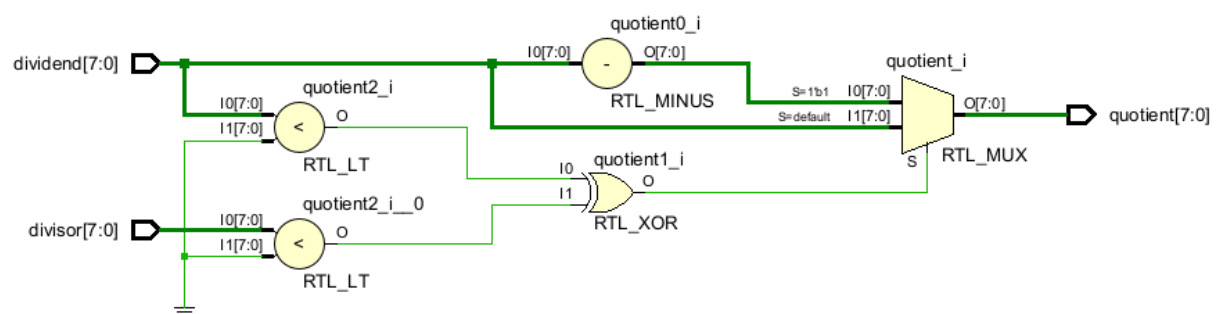 quotient0_i
dividend[7:0]
I0[7:0]
-
O[7:0]
RTL_MINUS
quotient_i
quotient2_i
I0[7:0]
I1[7:0]
<
O
RTL_LT
S=1'b1
I0[7:0]
S=default
I1[7:0]
O[7:0]
quotient[7:0]
S
RTL_MUX
quotient1_i
I0
I1
O
RTL_XOR
quotient2_i__0
divisor[7:0]
I0[7:0]
I1[7:0]
<
O
RTL_LT